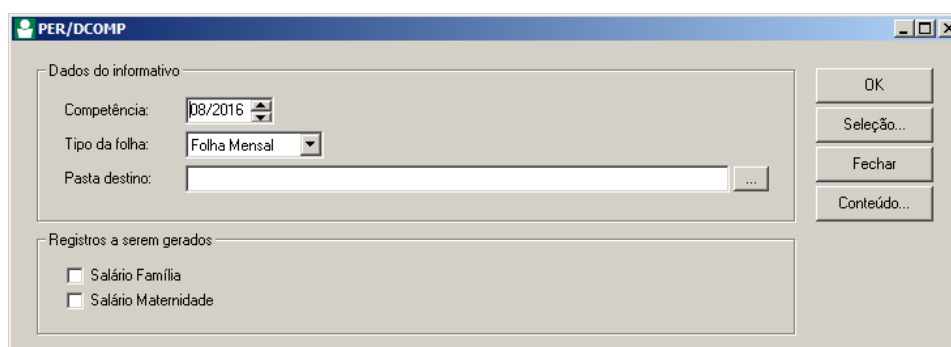 PER/DCOMP
Dados do informativo
Competência: 08/2016
Tipo da folha: Folha Mensal
Pasta destino: ...
OK
Seleção...
Fechar
Conteúdo...
Registros a serem gerados
Salário Família
Salário Maternidade